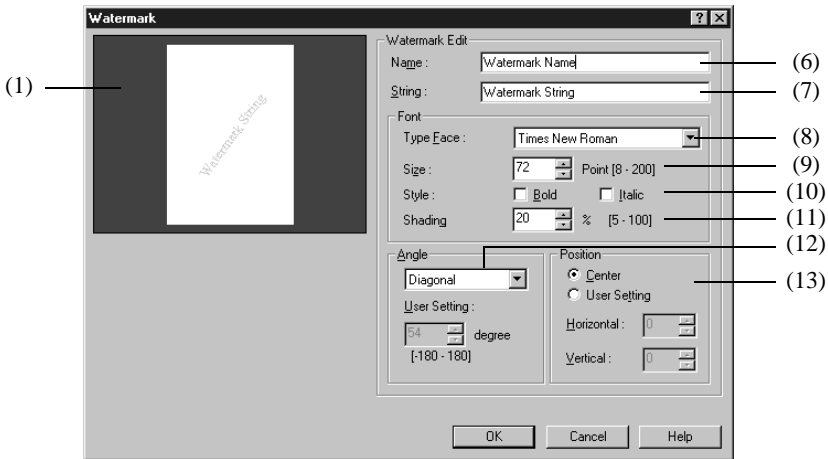 Watermark
(1)
Watermark String
Watermark Edit
Name : Watermark Name (6)
String : Watermark String (7)
Font
Type Face : Times New Roman (8)
Size : 72 Point [8 - 200] (9)
Style : Bold Italic (10)
Shading 20 % [5 - 100] (11)
(12)
Angle
Diagonal
User Setting :
54 degree
[-180 - 180]
Position
Center
User Setting
(13)
Horizontal : 0
Vertical : 0
OK Cancel Help